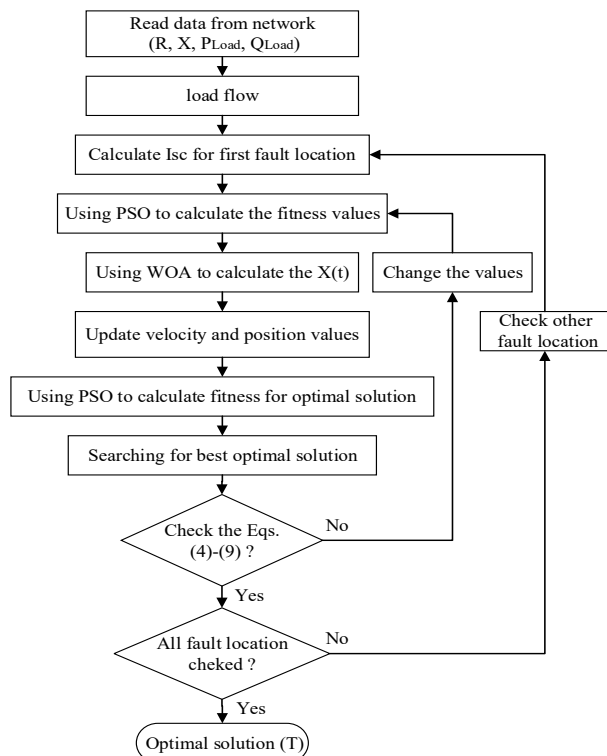 Read data from network
(R, X, PLoad, QLoad)
load flow
Calculate Isc for first fault location
Using PSO to calculate the fitness values
Using WOA to calculate the X(t)
Change the values
Update velocity and position values
Check other
fault location
Using PSO to calculate fitness for optimal solution
Searching for best optimal solution
Check the Eqs.
(4)-(9) ?
No
Yes
All fault location
cheked ?
No
Yes
Optimal solution (T)